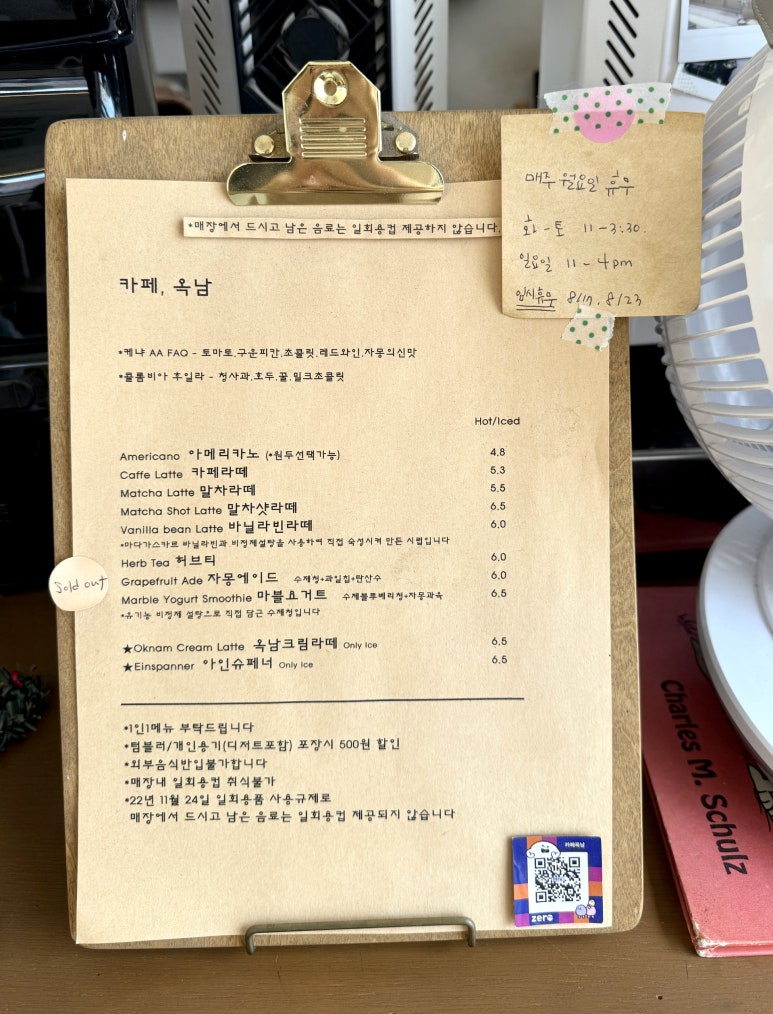 *매장에서 드시고 남은 음료는 일회용컵 제공하지 않습니다.
매주 월요일 휴무
화 - 토 11 - 3:30.
일요일 11 - 4pm
임시휴무 8/17, 8/23
카페, 옥남
*케냐 AA FAQ - 토마토,구운피칸,초콜릿,레드와인,자몽의신맛
*콜롬비아 후일라 - 청사과,호두,꿀,밀크초콜릿
Hot/Iced
Americano 아메리카노 (*원두선택가능) 4.8
Caffe Latte 카페라떼 5.3
Matcha Latte 말차라떼 5.5
Matcha Shot Latte 말차샷라떼 6.5
Vanilla bean Latte 바닐라빈라떼 6.0
*마다가스카르 바닐라빈과 비정제설탕을 사용하여 직접 숙성시켜 만든 시럽입니다
Herb Tea 허브티 6.0
Sold out
Grapefruit Ade 자몽에이드 수제청+과일칩+탄산수 6.0
Marble Yogurt Smoothie 마블요거트 수제블루베리청+자몽과육 6.5
*유기농 비정제 설탕으로 직접 담근 수제청입니다
★Oknam Cream Latte 옥남크림라떼 Only Ice 6.5
★Einspanner 아인슈페너 Only Ice 6.5
*1인1메뉴 부탁드립니다
*텀블러/개인용기(디저트포함) 포장시 500원 할인
*외부음식반입불가합니다
*매장내 일회용컵 취식불가
*22년 11월 24일 일회용품 사용규제로
매장에서 드시고 남은 음료는 일회용컵 제공되지 않습니다
카페옥남
zero
Charles M. Schulz